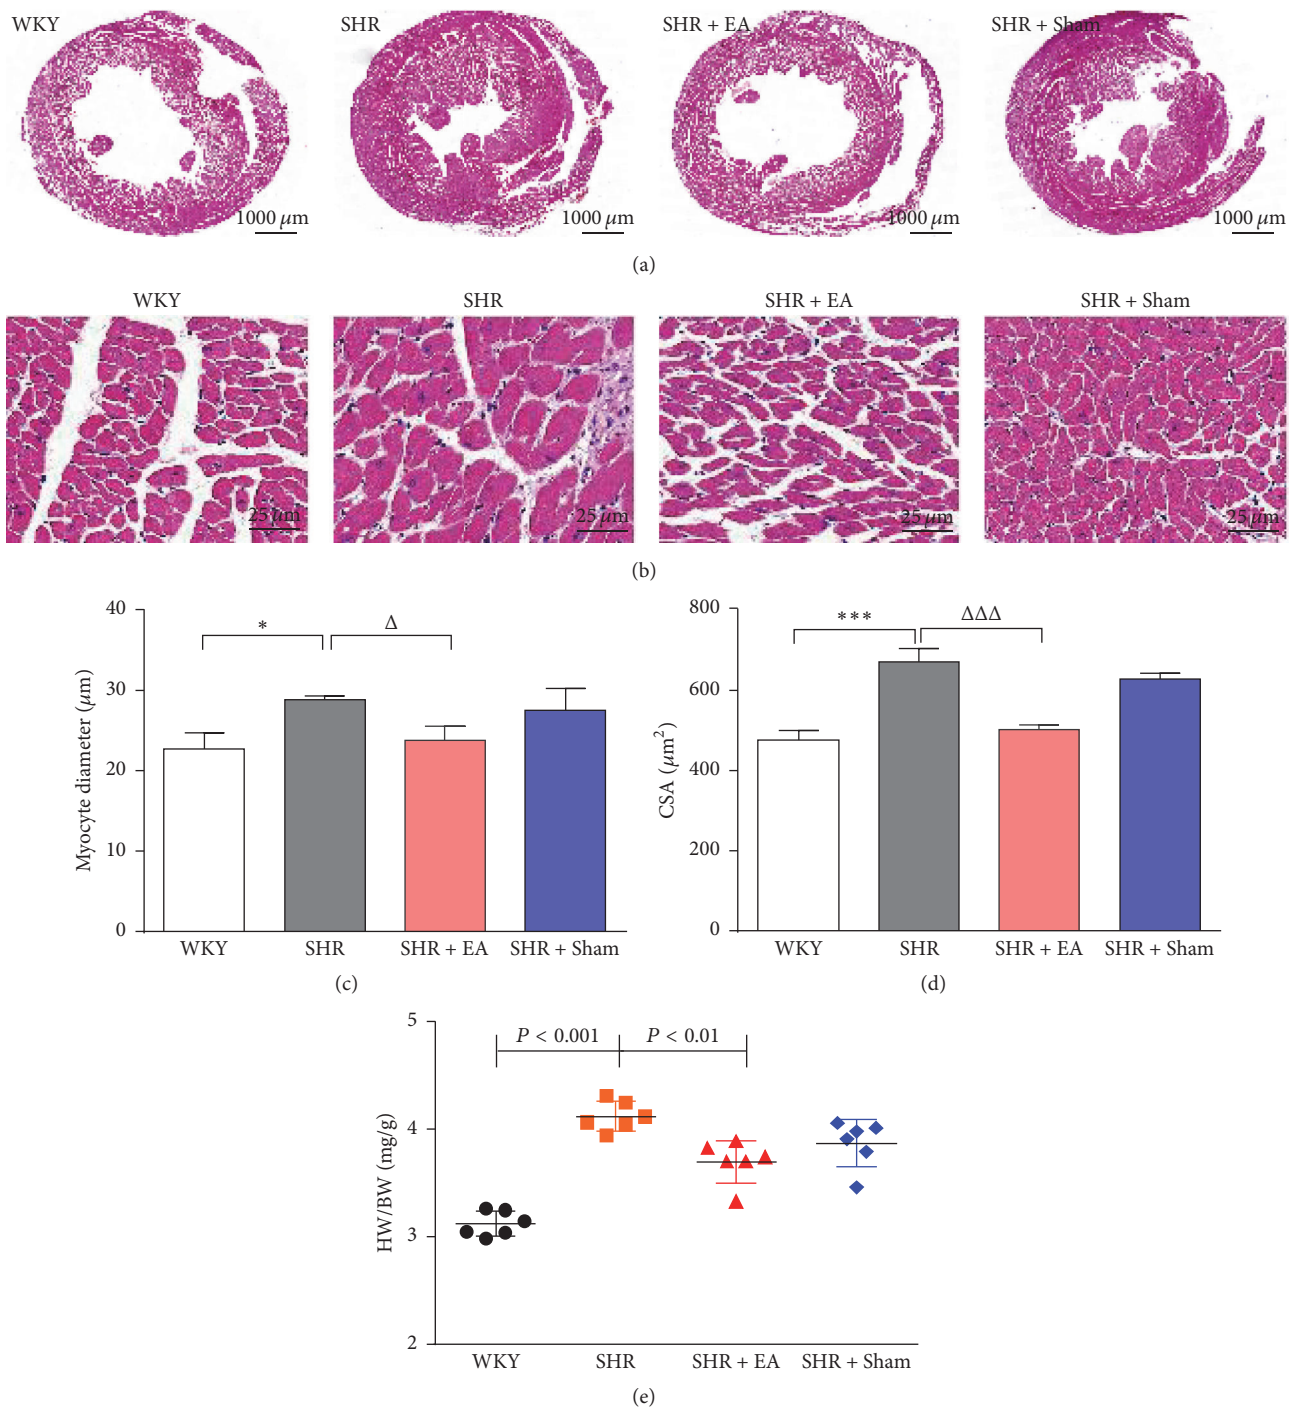 WKY
SHR
SHR + EA
SHR + Sham
1000 μm
1000 μm
1000 μm
1000 μm
(a)
WKY
SHR
SHR + EA
SHR + Sham
25 μm
25 μm
25 μm
25 μm
(b)
Myocyte diameter (μm)
40
30
20
10
0
*
Δ
WKY
SHR
SHR + EA
SHR + Sham
(c)
CSA (μm²)
800
600
400
200
0
***
ΔΔΔ
WKY
SHR
SHR + EA
SHR + Sham
(d)
HW/BW (mg/g)
5
4
3
2
P < 0.001
P < 0.01
WKY
SHR
SHR + EA
SHR + Sham
(e)